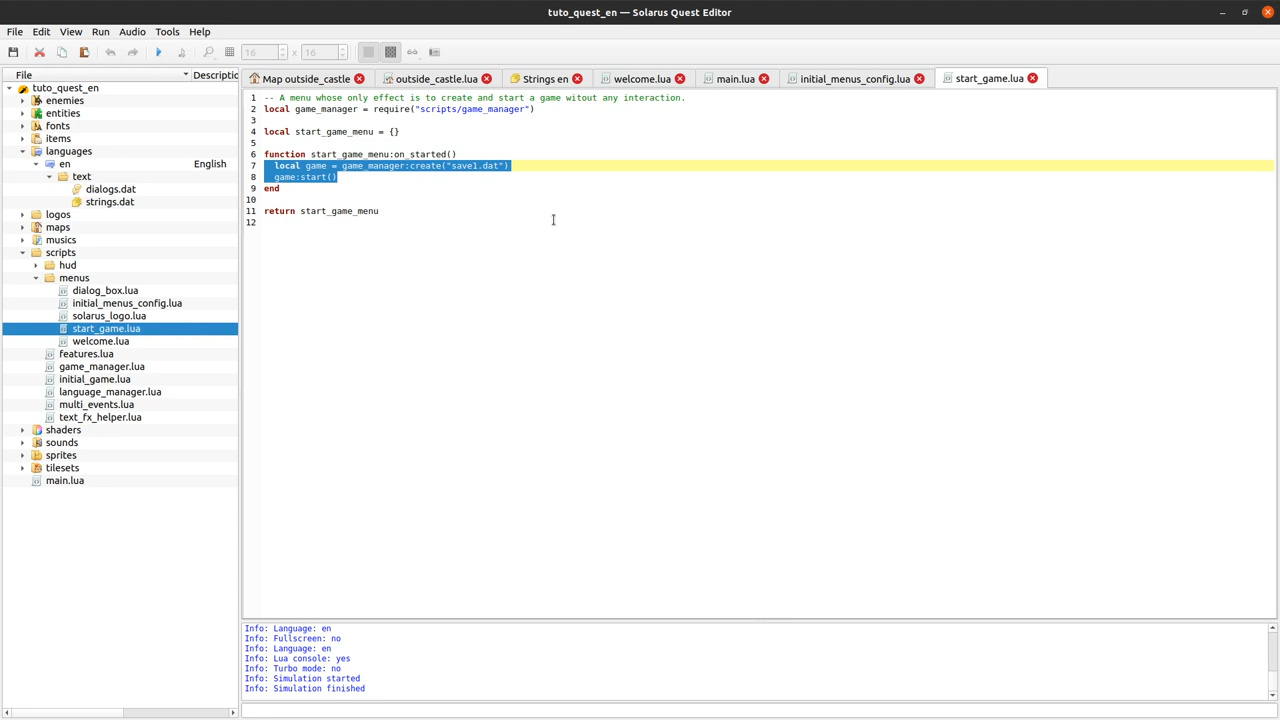 tuto_quest_en — Solarus Quest Editor
File Edit View Run Audio Tools Help
16 x 16
File Descriptio
Map outside_castle outside_castle.lua Strings en welcome.lua main.lua initial_menus_config.lua start_game.lua
tuto_quest_en
enemies
entities
fonts
items
languages
en English
text
dialogs.dat
strings.dat
logos
maps
musics
scripts
hud
menus
dialog_box.lua
initial_menus_config.lua
solarus_logo.lua
start_game.lua
welcome.lua
features.lua
game_manager.lua
initial_game.lua
language_manager.lua
multi_events.lua
text_fx_helper.lua
shaders
sounds
sprites
tilesets
main.lua
1 -- A menu whose only effect is to create and start a game witout any interaction.
2 local game_manager = require("scripts/game_manager")
3
4 local start_game_menu = {}
5
6 function start_game_menu:on_started()
7 local game = game_manager:create("save1.dat")
8 game:start()
9 end
10
11 return start_game_menu
12
Info: Language: en
Info: Fullscreen: no
Info: Language: en
Info: Lua console: yes
Info: Turbo mode: no
Info: Simulation started
Info: Simulation finished